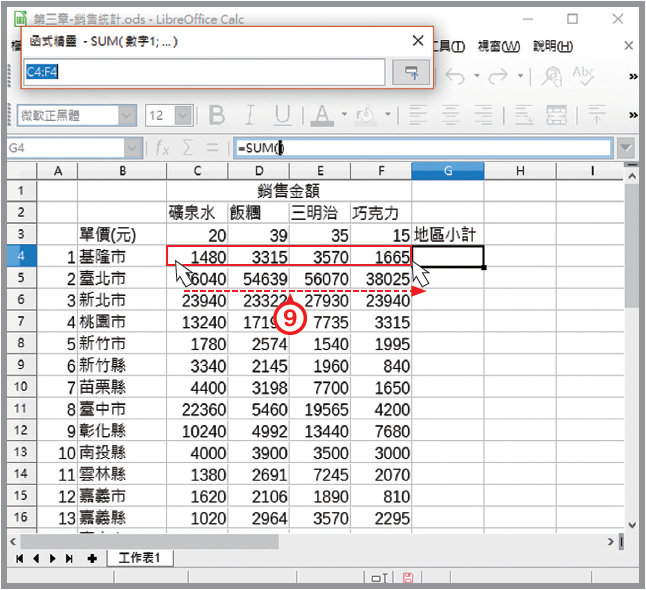 第三章-銷售統計.ods - LibreOffice Calc
函式精靈 - SUM( 數字1; ... )
工具(T) 視窗(W) 說明(H)
C4:F4
微軟正黑體 12 B I U A
G4 fx Σ = =SUM()
A B C D E F G H I
1 銷售金額
2 礦泉水 飯糰 三明治 巧克力
3 單價(元) 20 39 35 15 地區小計
4 1 基隆市 1480 3315 3570 1665
5 2 臺北市 6040 54639 56070 38025
6 3 新北市 23940 23322 27930 23940
9
7 4 桃園市 13240 1719 7735 3315
8 5 新竹市 1780 2574 1540 1995
9 6 新竹縣 3340 2145 1960 840
10 7 苗栗縣 4400 3198 7700 1650
11 8 臺中市 22360 5460 19565 4200
12 9 彰化縣 10240 4992 13440 7680
13 10 南投縣 4000 3900 3500 3000
14 11 雲林縣 1380 2691 7245 2070
15 12 嘉義市 1620 2106 1890 810
16 13 嘉義縣 1020 2964 3570 2295
工作表1